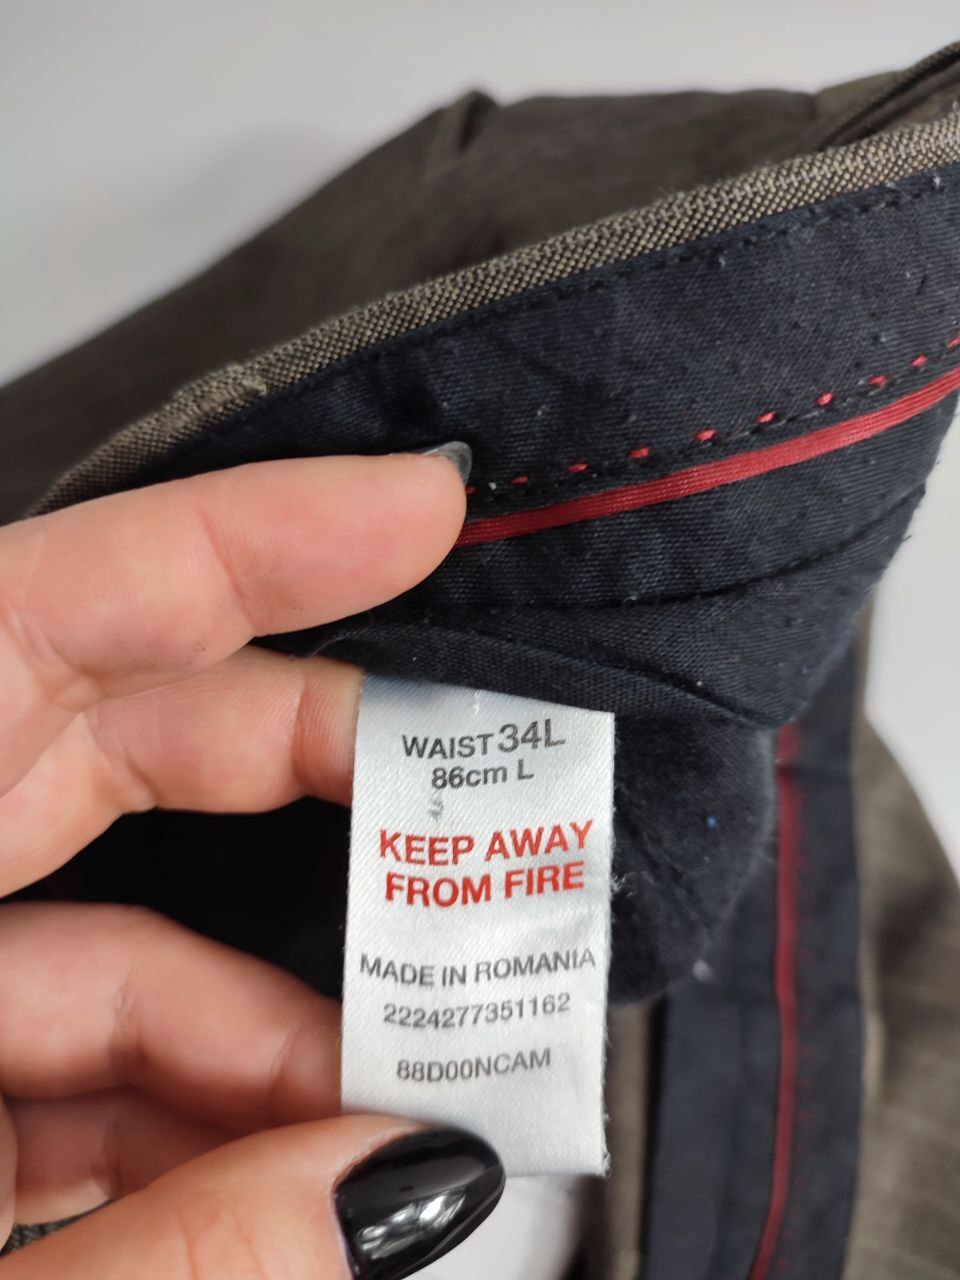 WAIST 34L
86cm L
KEEP AWAY
FROM FIRE
MADE IN ROMANIA
2224277351162
88D00NCAM